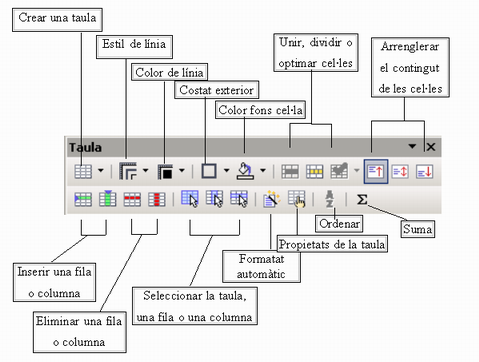 Crear una taula
Estil de línia
Color de línia
Costat exterior
Color fons cel·la
Unir, dividir o
optimar cel·les
Arrenglerar
el contingut
de les cel·les
Taula
A
Z
Σ
Ordenar
Suma
Propietats de la taula
Formatat
automàtic
Inserir una fila
o columna
Seleccionar la taula,
una fila o una columna
Eliminar una fila
o columna